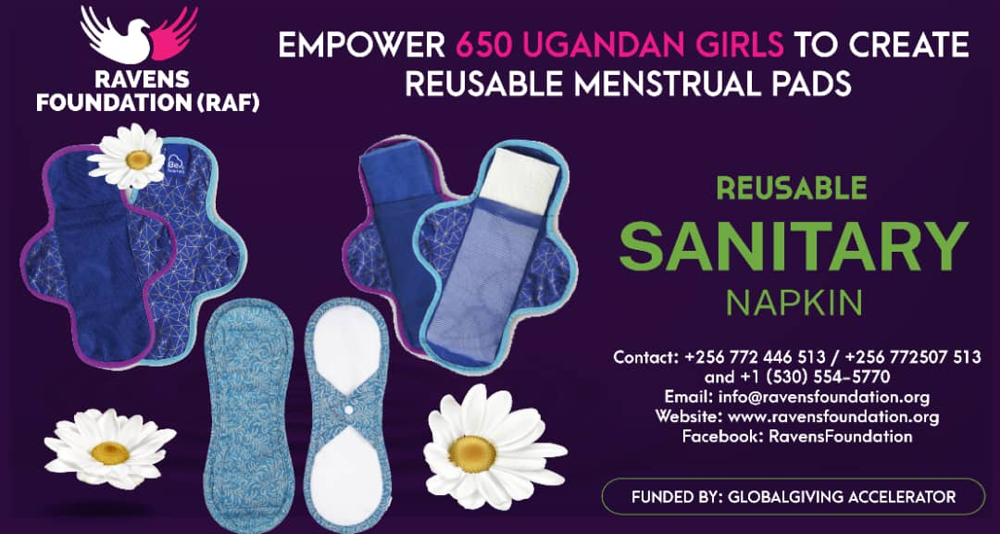 RAVENS
FOUNDATION (RAF)
EMPOWER 650 UGANDAN GIRLS TO CREATE
REUSABLE MENSTRUAL PADS
REUSABLE
SANITARY
NAPKIN
Contact: +256 772 446 513 / +256 772507 513
and +1 (530) 554-5770
Email: info@ravensfoundation.org
Website: www.ravensfoundation.org
Facebook: RavensFoundation
FUNDED BY: GLOBALGIVING ACCELERATOR